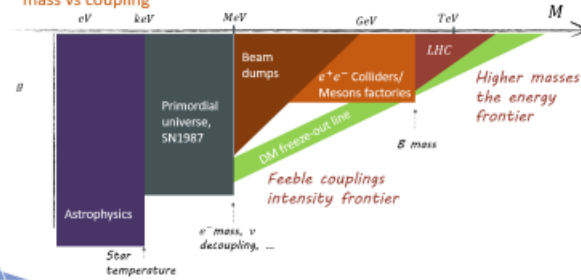 mass vs coupling
eV keV MeV GeV TeV M
g
Beam
dumps
e⁺e⁻ Colliders/
Mesons factories
LHC
Higher masses
the energy
frontier
Primordial
universe,
SN1987
DM freeze-out line
B mass
Feeble couplings
intensity frontier
Astrophysics
e⁻mass, ν
decoupling, ...
Star
temperature